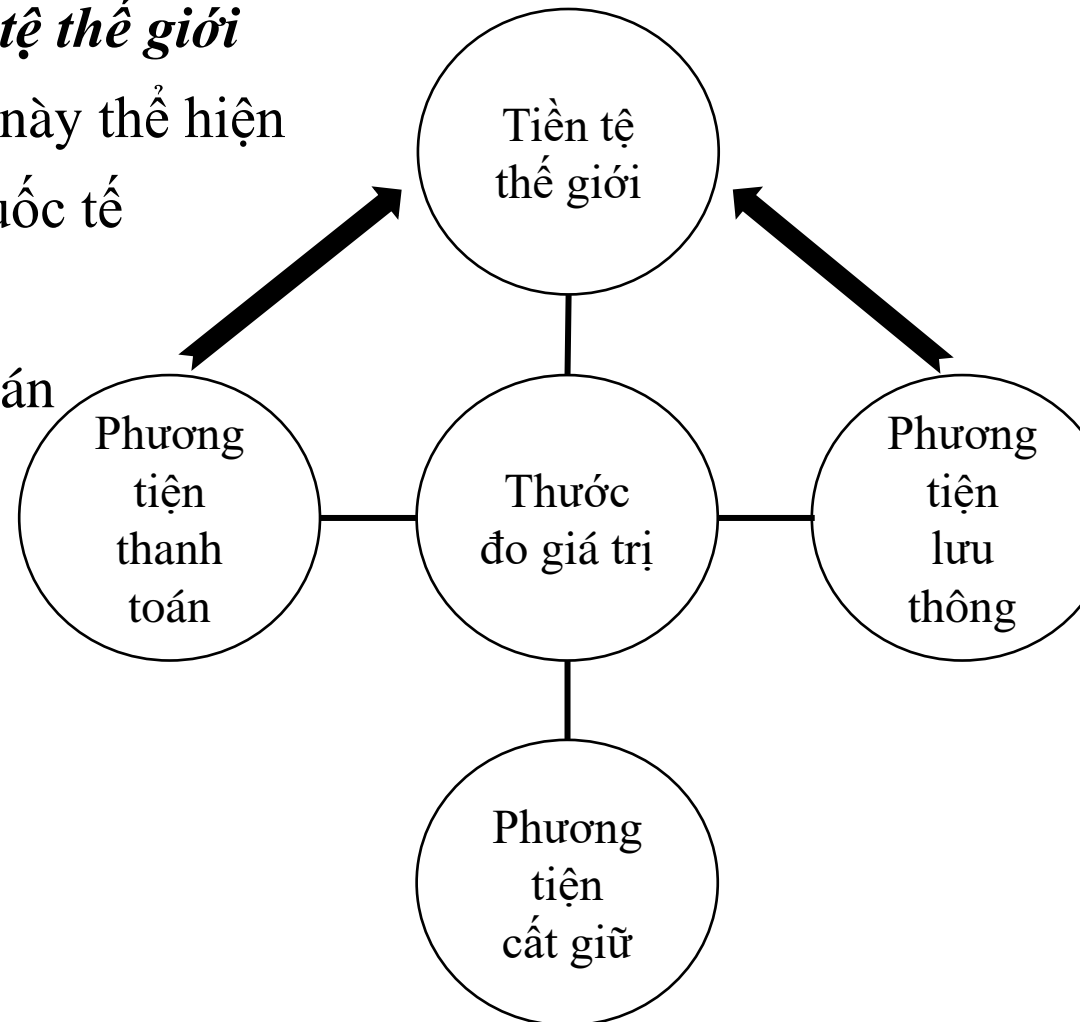 tệ thế giới
này thể hiện
uốc tế
án
Tiền tệ
thế giới
Phương
tiện
thanh
toán
Thước
đo giá trị
Phương
tiện
lưu
thông
Phương
tiện
cất giữ